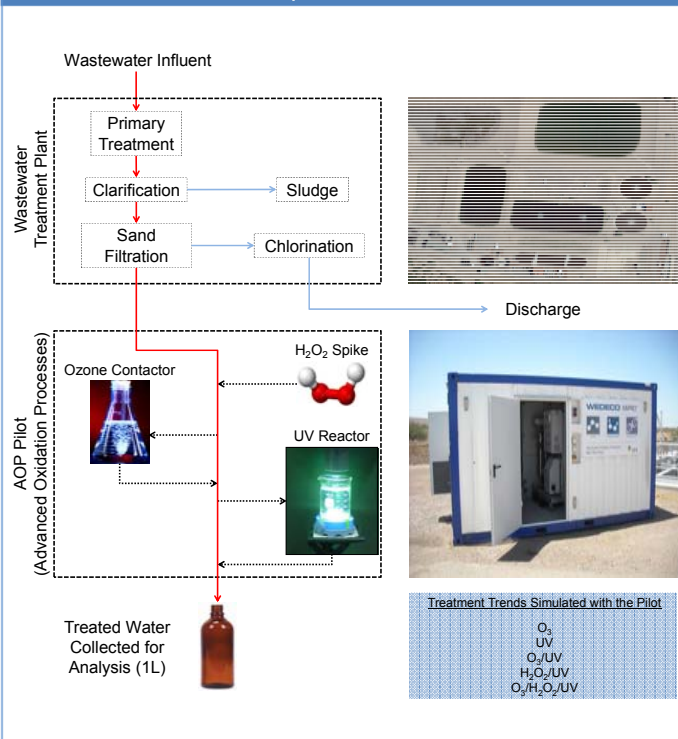 Wastewater Influent
Wastewater
Treatment Plant
Primary
Treatment
Clarification
Sludge
Sand
Filtration
Chlorination
Discharge
AOP Pilot
(Advanced Oxidation Processes)
H₂O₂ Spike
Ozone Contactor
UV Reactor
WEDECO
Treated Water
Collected for
Analysis (1L)
Treatment Trends Simulated with the Pilot
O₃
UV
O₃/UV
H₂O₂/UV
O₃/H₂O₂/UV